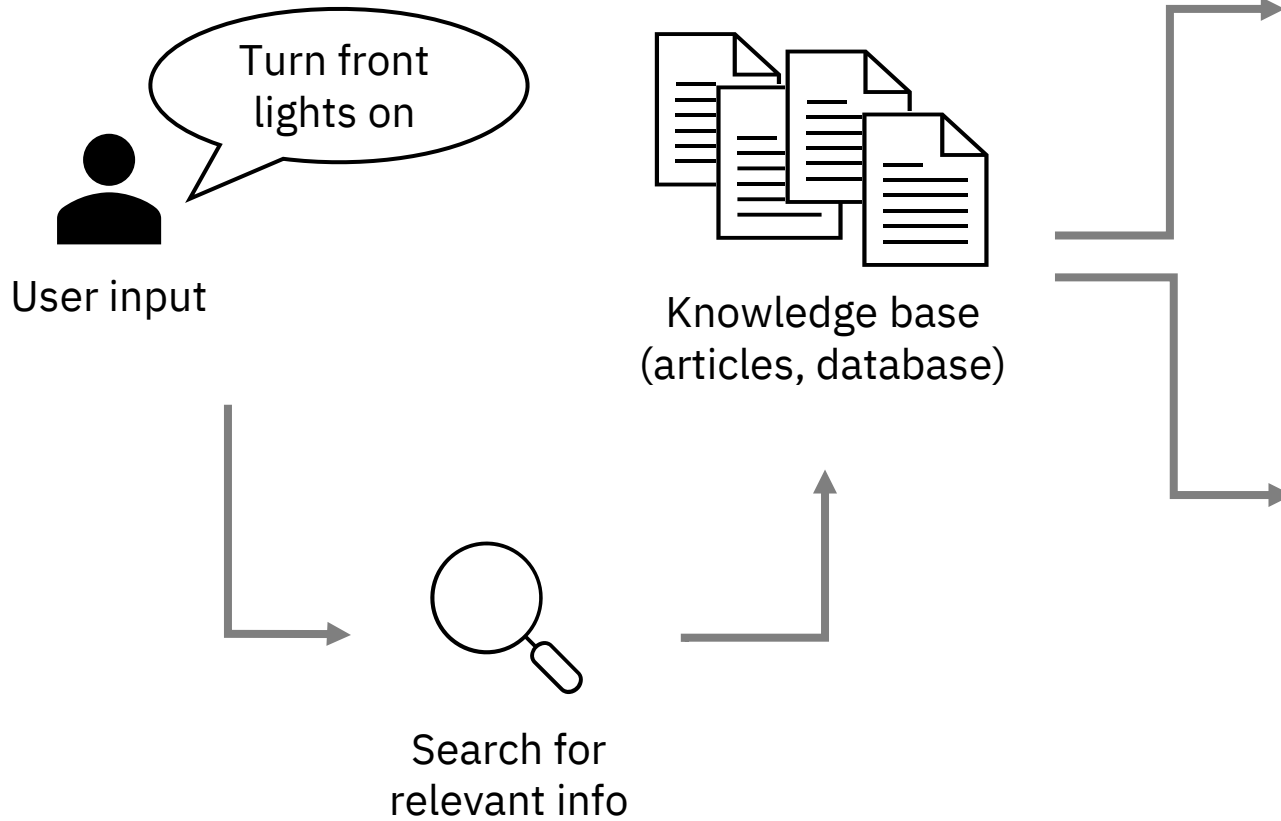 Turn front
lights on
User input
Knowledge base
(articles, database)
Search for
relevant info